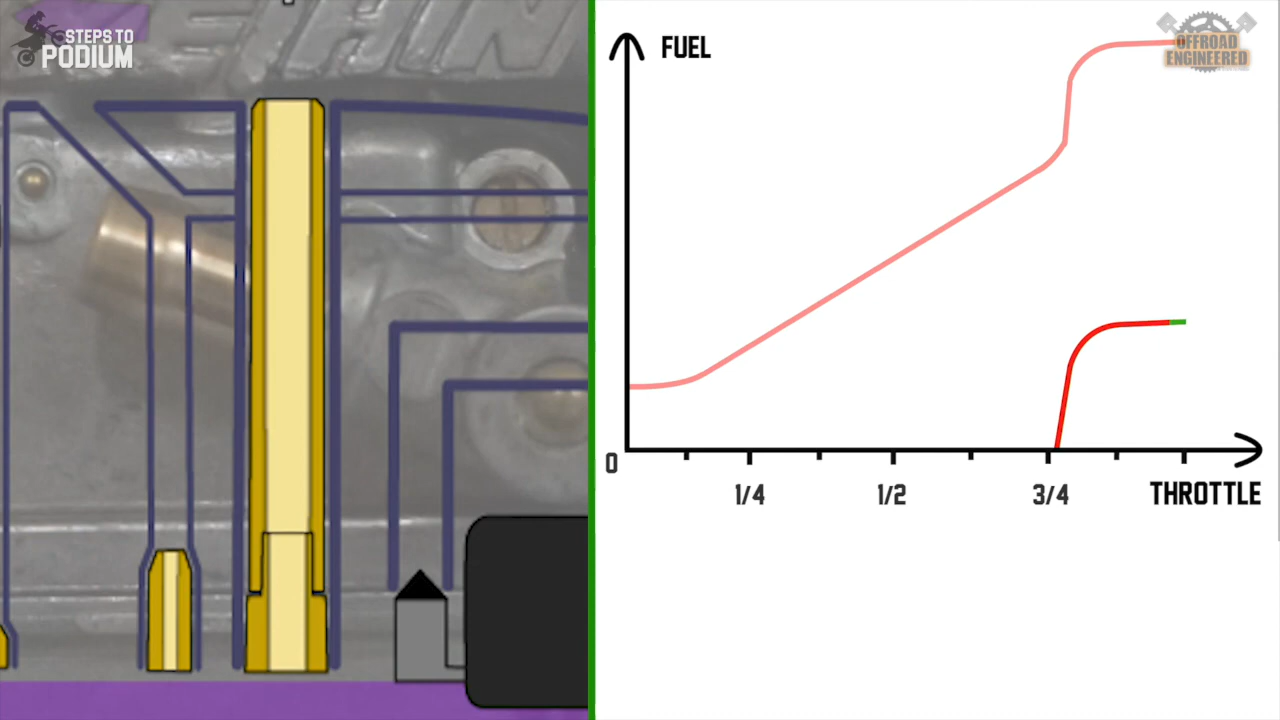 STEPS TO
PODIUM
FUEL
OFFROAD
ENGINEERED
0
1/4
1/2
3/4
THROTTLE